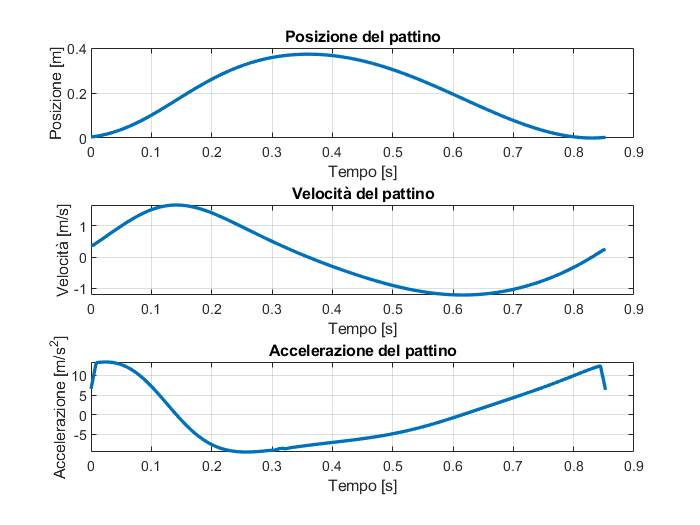 Posizione del pattino
Posizione [m]
0.4
0.2
0
0 0.1 0.2 0.3 0.4 0.5 0.6 0.7 0.8 0.9
Tempo [s]
Velocità del pattino
Velocità [m/s]
1
0
-1
0 0.1 0.2 0.3 0.4 0.5 0.6 0.7 0.8 0.9
Tempo [s]
Accelerazione del pattino
Accelerazione [m/s²]
10
5
0
-5
0 0.1 0.2 0.3 0.4 0.5 0.6 0.7 0.8 0.9
Tempo [s]